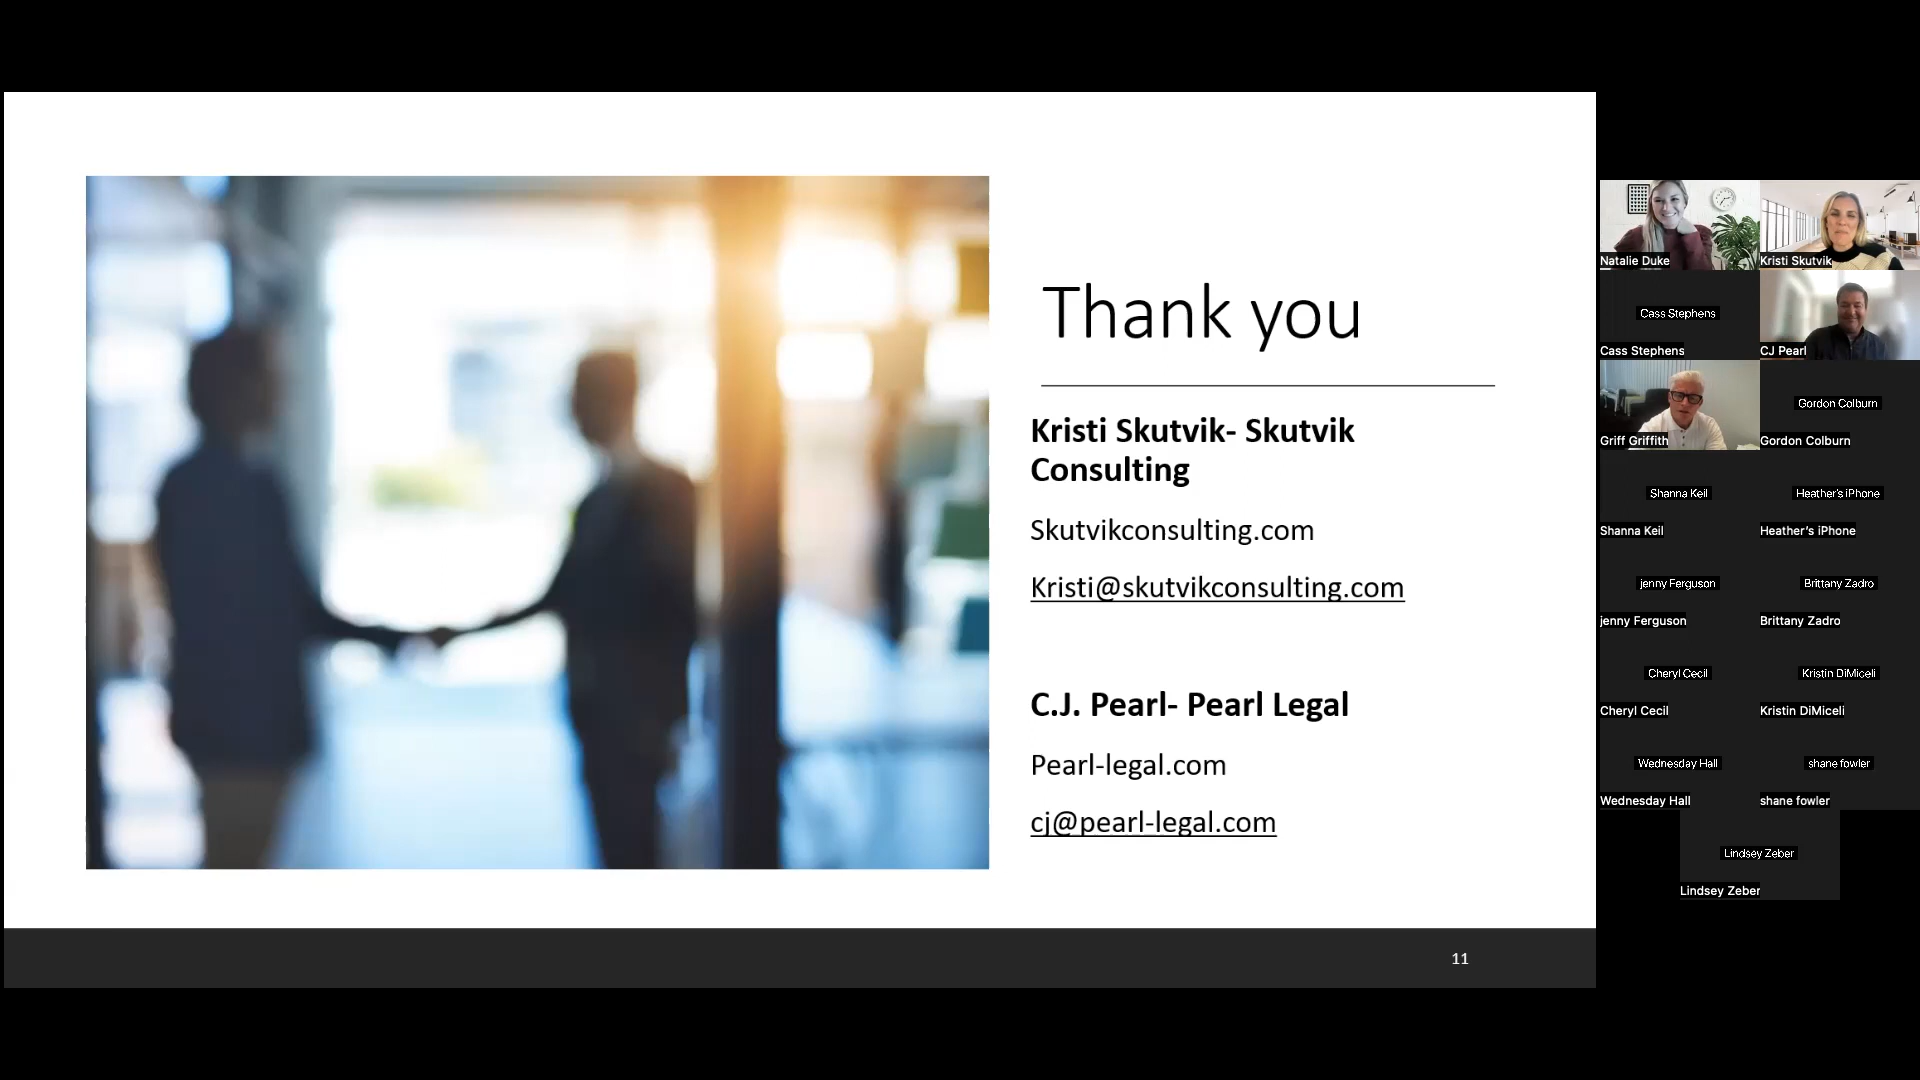 Thank you
Kristi Skutvik- Skutvik
Consulting
Skutvikconsulting.com
Kristi@skutvikconsulting.com
C.J. Pearl- Pearl Legal
Pearl-legal.com
cj@pearl-legal.com
11
Natalie Duke
Kristi Skutvik
Cass Stephens
Cass Stephens
CJ Pearl
Griff Griffith
Gordon Colburn
Gordon Colburn
Shanna Keil
Shanna Keil
Heather's iPhone
Heather's iPhone
jenny Ferguson
jenny Ferguson
Brittany Zadro
Brittany Zadro
Cheryl Cecil
Cheryl Cecil
Kristin DiMiceli
Kristin DiMiceli
Wednesday Hall
Wednesday Hall
shane fowler
shane fowler
Lindsey Zeber
Lindsey Zeber